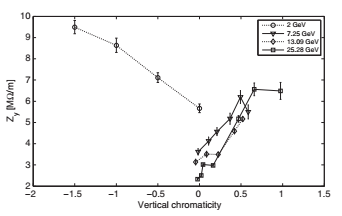 10
9
8
7
6
5
4
3
2
Z_y [MΩ/m]
2 GeV
7.25 GeV
13.09 GeV
25.28 GeV
−2 −1.5 −1 −0.5 0 0.5 1 1.5
Vertical chromaticity